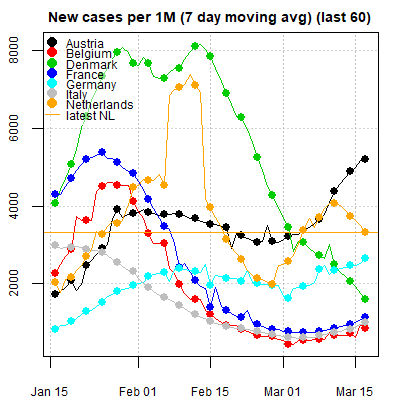 New cases per 1M (7 day moving avg) (last 60)
Austria
Belgium
Denmark
France
Germany
Italy
Netherlands
latest NL
8000
6000
4000
2000
Jan 15 Feb 01 Feb 15 Mar 01 Mar 15